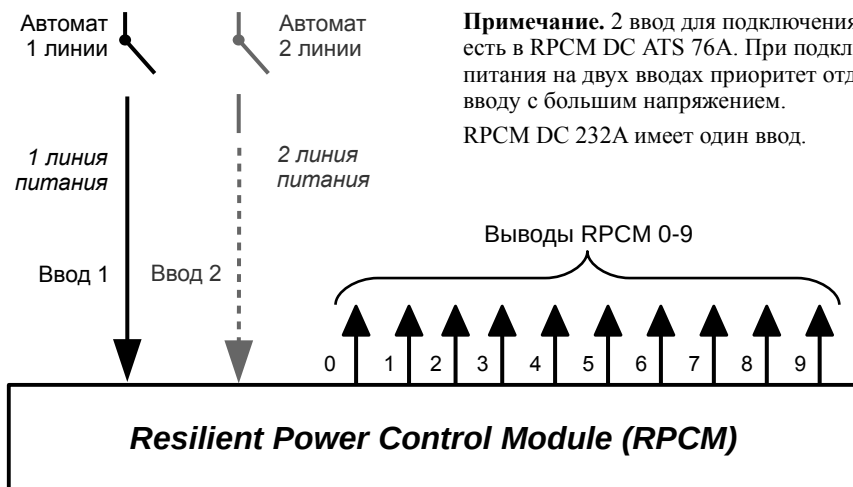 Автомат
1 линии
Автомат
2 линии
Примечание. 2 ввод для подключения
есть в RPCM DC ATS 76A. При
питания на двух вводах приоритет
вводу с большим напряжением.
RPCM DC 232A имеет один ввод.
1 линия
питания
2 линия
питания
Выводы RPCM 0-9
Ввод 1
Ввод 2
0 1 2 3 4 5 6 7 8 9
Resilient Power Control Module (RPCM)